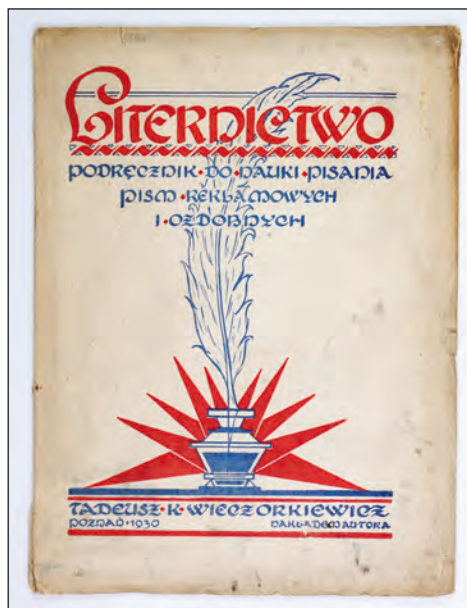 LITERNICTWO
PODRĘCZNIK·DO·NAUKI·PISANIA
PISM·REKLAMOWYCH
I·OZDOBNYCH
TADEUSZ·K·WIECZORKIEWICZ
POZNAŃ·1930 NAKŁADEM AUTORA